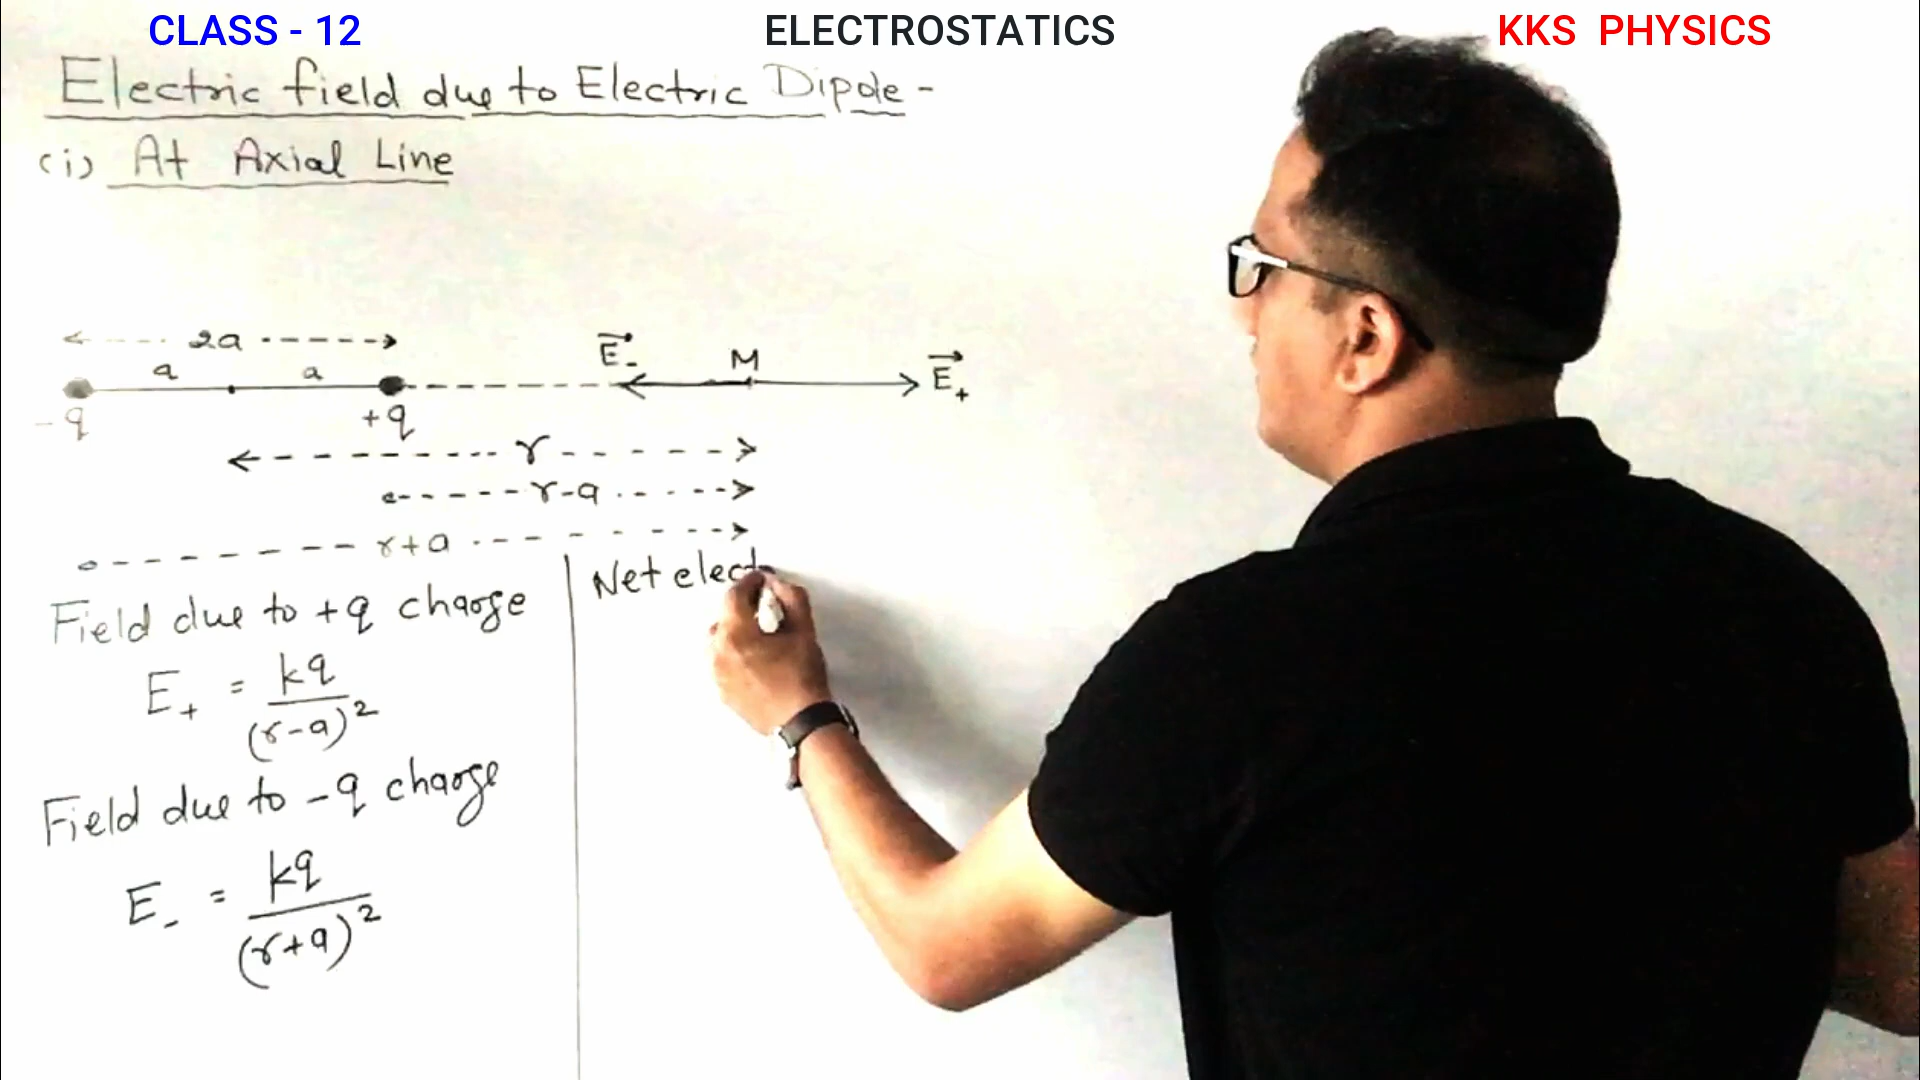 CLASS - 12 ELECTROSTATICS KKS PHYSICS
Electric field due to Electric Dipole -
(i) At Axial Line
2a
a a
E₋ M E₊
-q +q
r
r-a
r+a
Field due to +q charge
E₊ = kq
(r-a)²
Field due to -q charge
E₋ = kq
(r+a)²
Net elect